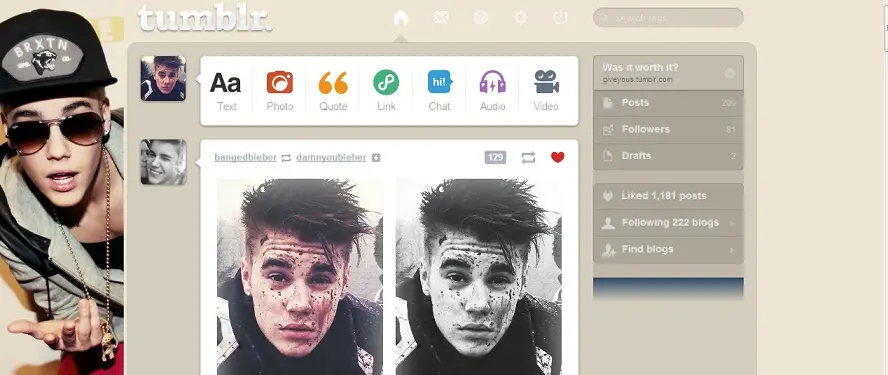 tumblr.
search tags
BRXTN
Aa
hi!
Text
Photo
Quote
Link
Chat
Audio
Video
bangedbieber damnyoubieber
129
Was it worth it?
giveyous.tumblr.com
Posts 299
Followers 81
Drafts 2
Liked 1,181 posts
Following 222 blogs
Find blogs